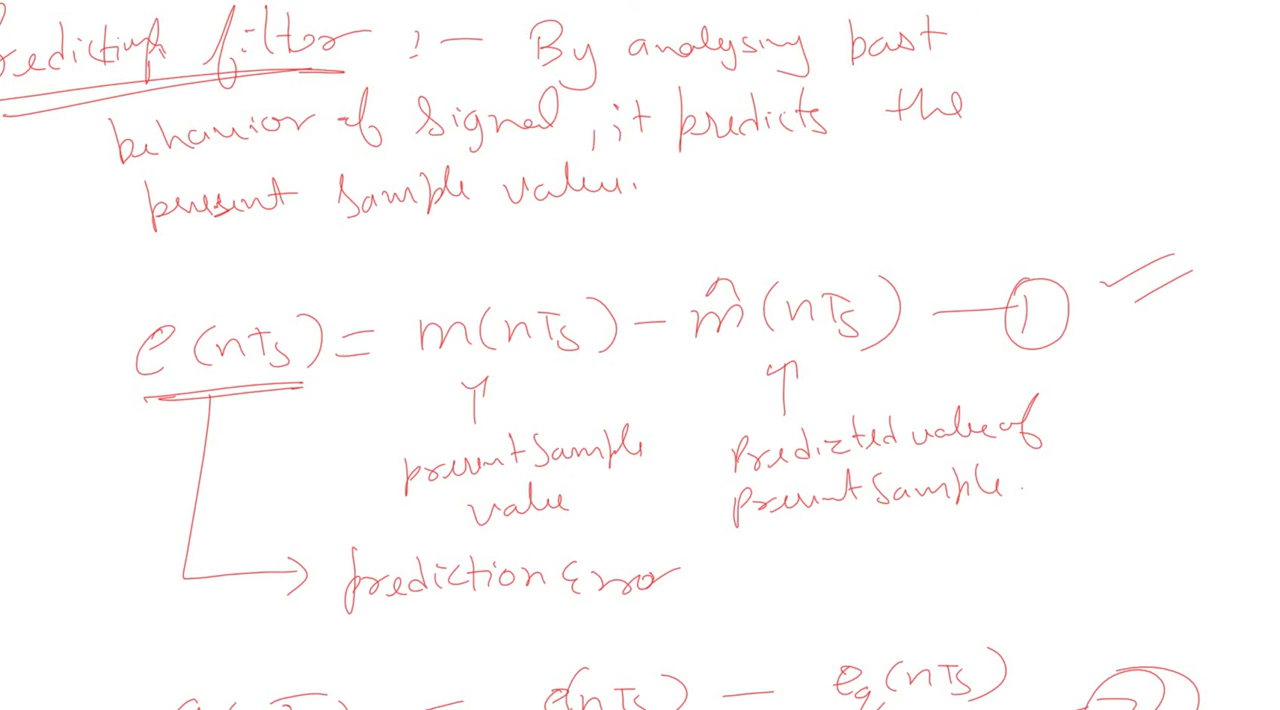 redicting filter :- By analysing past
behavior of signal, it predicts the
present sample value.
e(nTs) = m(nTs) - m̂(nTs) — ①
↑ ↑
present sample value
Predicted value of present sample.
→ prediction Error
e(nTs) - eq(nTs)